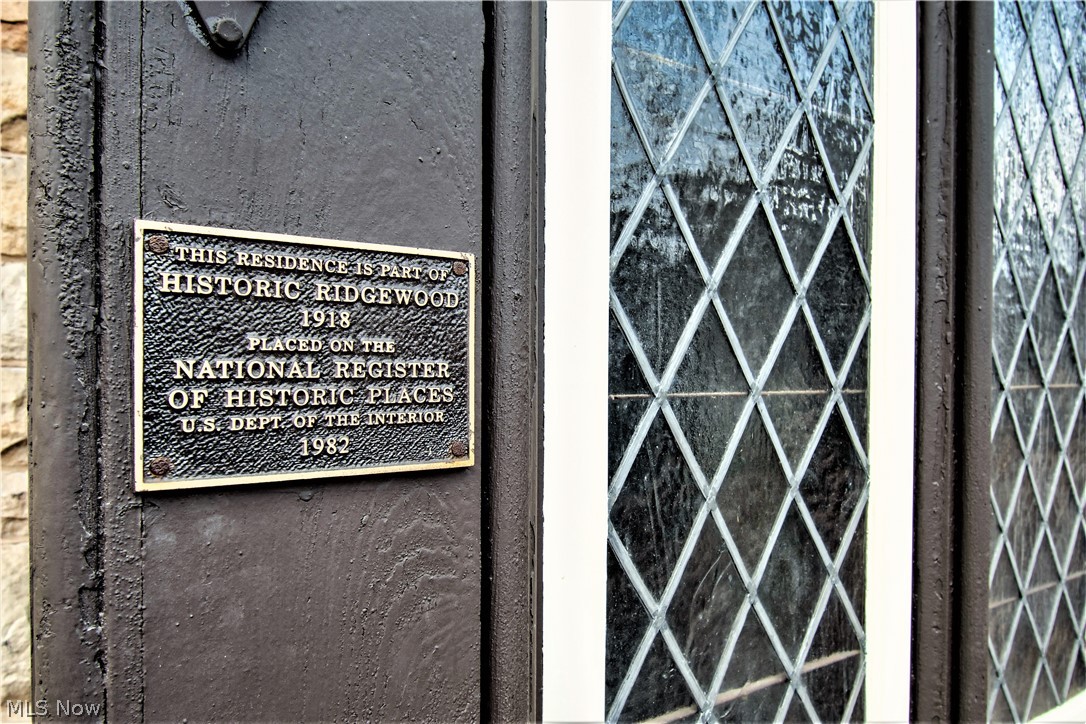 THIS RESIDENCE IS PART OF
HISTORIC RIDGEWOOD
1918
PLACED ON THE
NATIONAL REGISTER
OF HISTORIC PLACES
U.S. DEPT. OF THE INTERIOR
1982
MLS Now